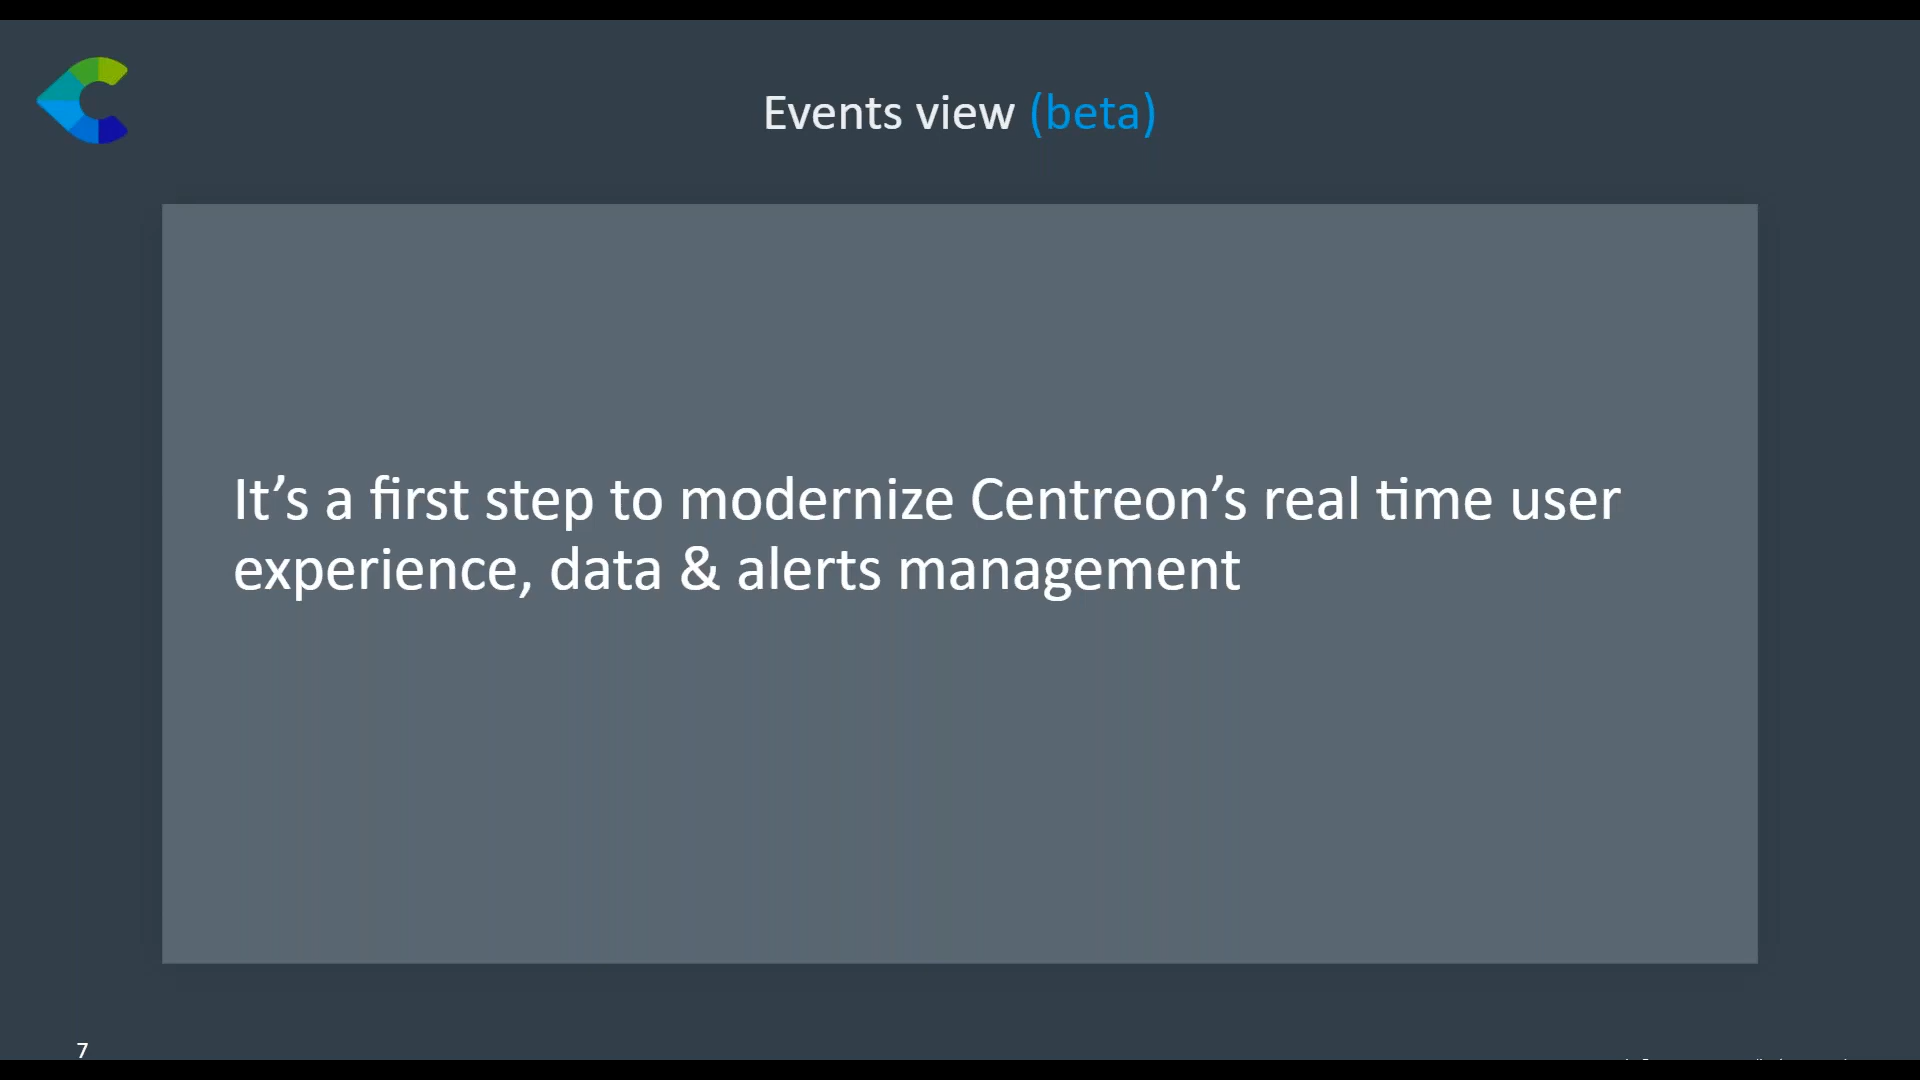 Events view (beta)
It’s a first step to modernize Centreon’s real time user
experience, data & alerts management
7